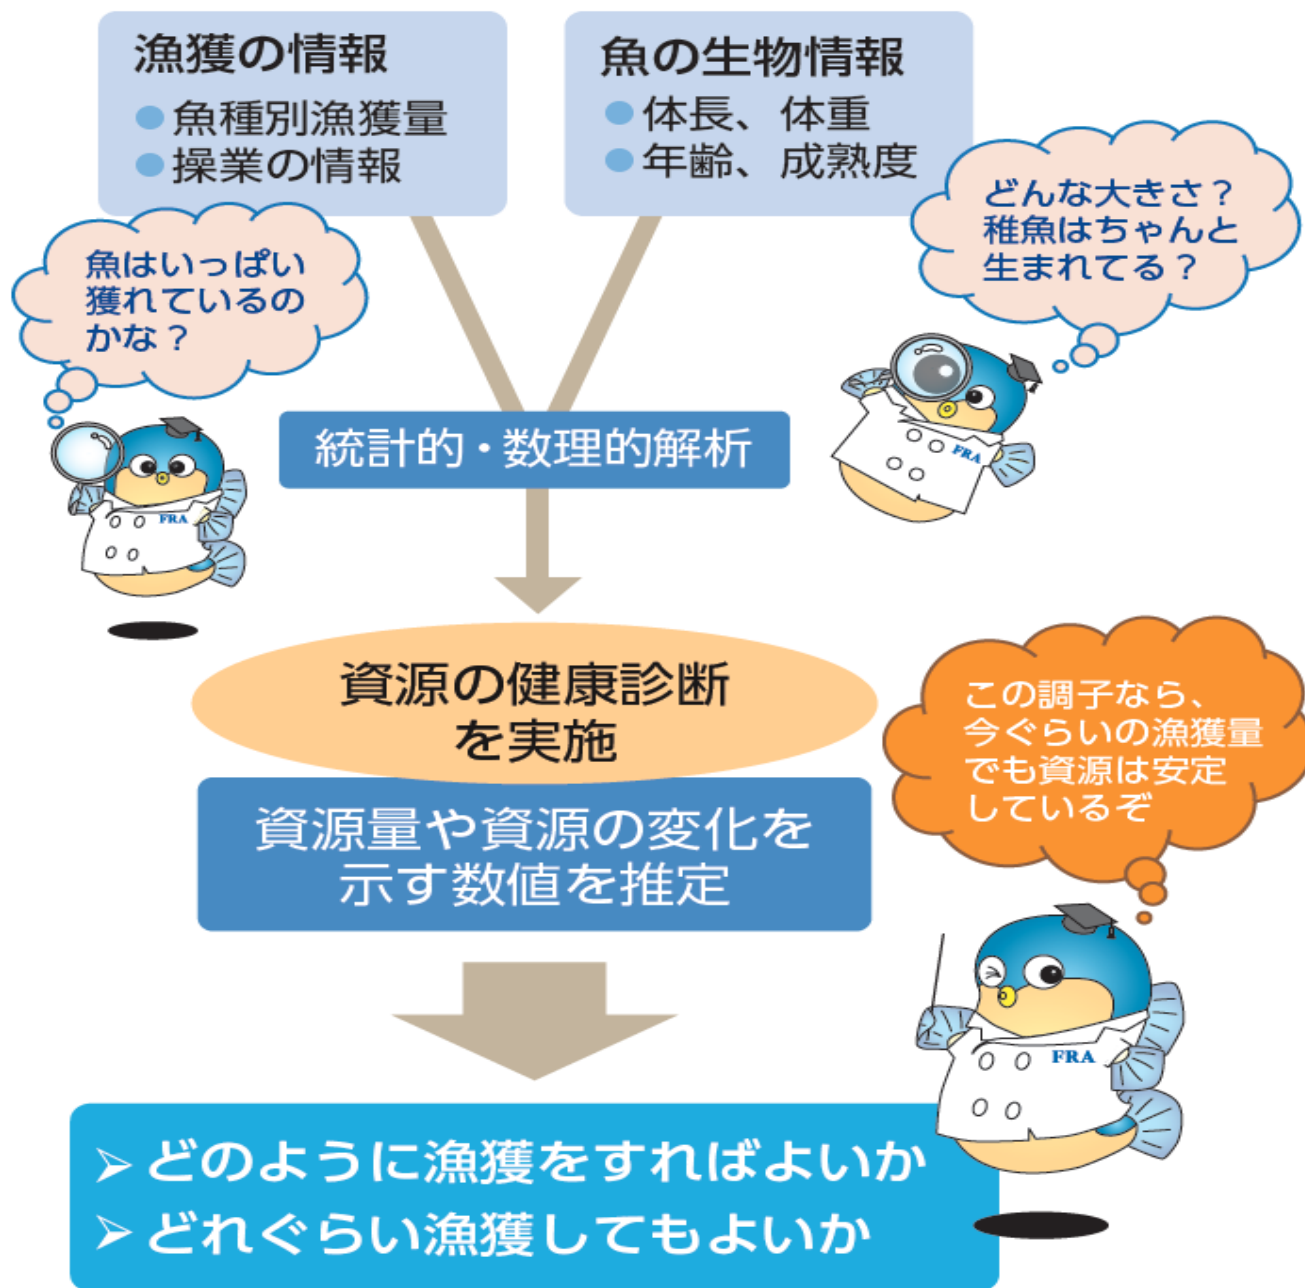 漁獲の情報
● 魚種別漁獲量
● 操業の情報
魚の生物情報
● 体長、体重
● 年齢、成熟度
魚はいっぱい
獲れているの
かな？
どんな大きさ？
稚魚はちゃんと
生まれてる？
統計的・数理的解析
FRA
FRA
資源の健康診断
を実施
資源量や資源の変化を
示す数値を推定
この調子なら、
今ぐらいの漁獲量
でも資源は安定
しているぞ
FRA
➢ どのように漁獲をすればよいか
➢ どれぐらい漁獲してもよいか